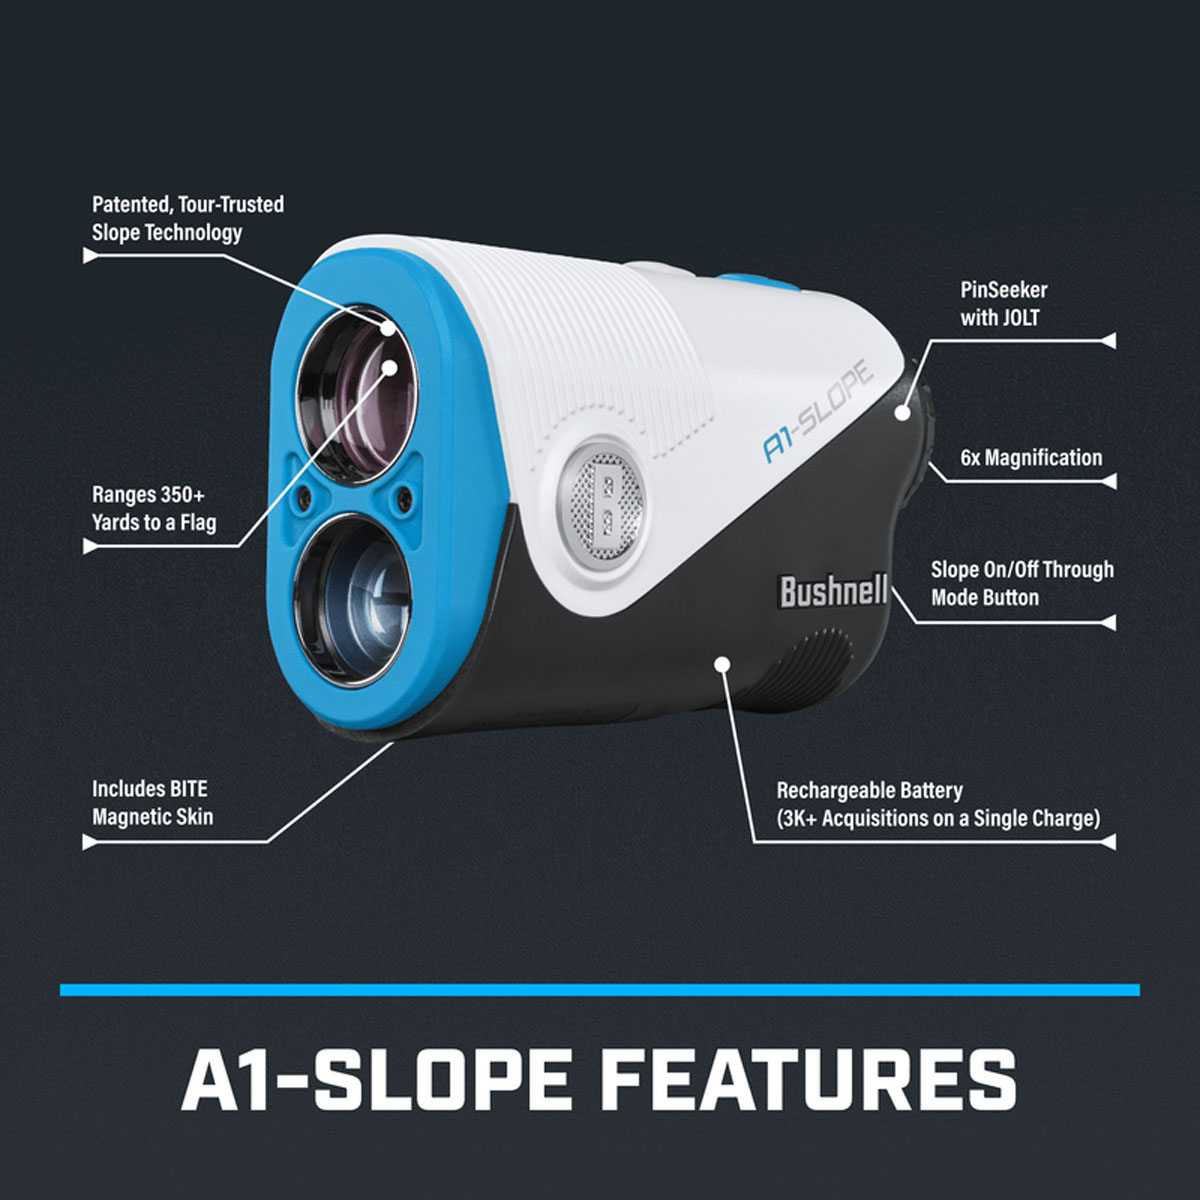 Patented, Tour-Trusted
Slope Technology
PinSeeker
with JOLT
A1-SLOPE
6x Magnification
Ranges 350+
Yards to a Flag
B
Bushnell
Slope On/Off Through
Mode Button
Includes BITE
Magnetic Skin
Rechargeable Battery
(3K+ Acquisitions on a Single Charge)
A1-SLOPE FEATURES